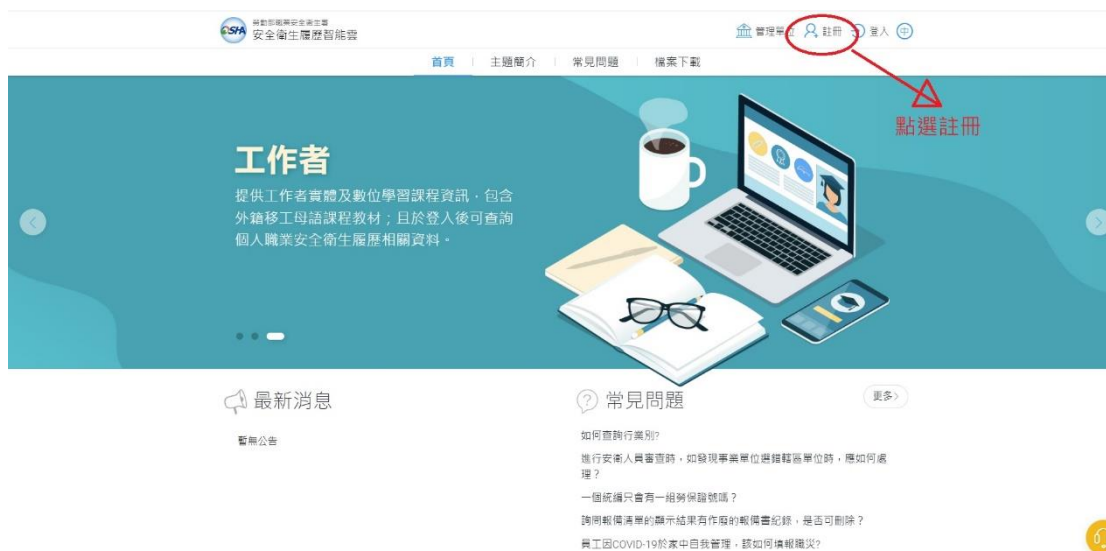 OSHA
勞動部職業安全衛生署
安全衛生履歷智能雲
管理單位 註冊 登入 中
首頁 主題簡介 常見問題 檔案下載
點選註冊
工作者
提供工作者實體及數位學習課程資訊，包含
外籍移工母語課程教材；且於登入後可查詢
個人職業安全衛生履歷相關資料。
最新消息
暫無公告
常見問題
更多>
如何查詢行業別?
進行安衛人員審查時，如發現事業單位選錯轄區單位時，應如何處
理？
一個統編只會有一組勞保證號嗎？
詢問報備清單的顯示結果有作廢的報備書紀錄，是否可刪除？
員工因COVID-19於家中自我管理，該如何填報職災?